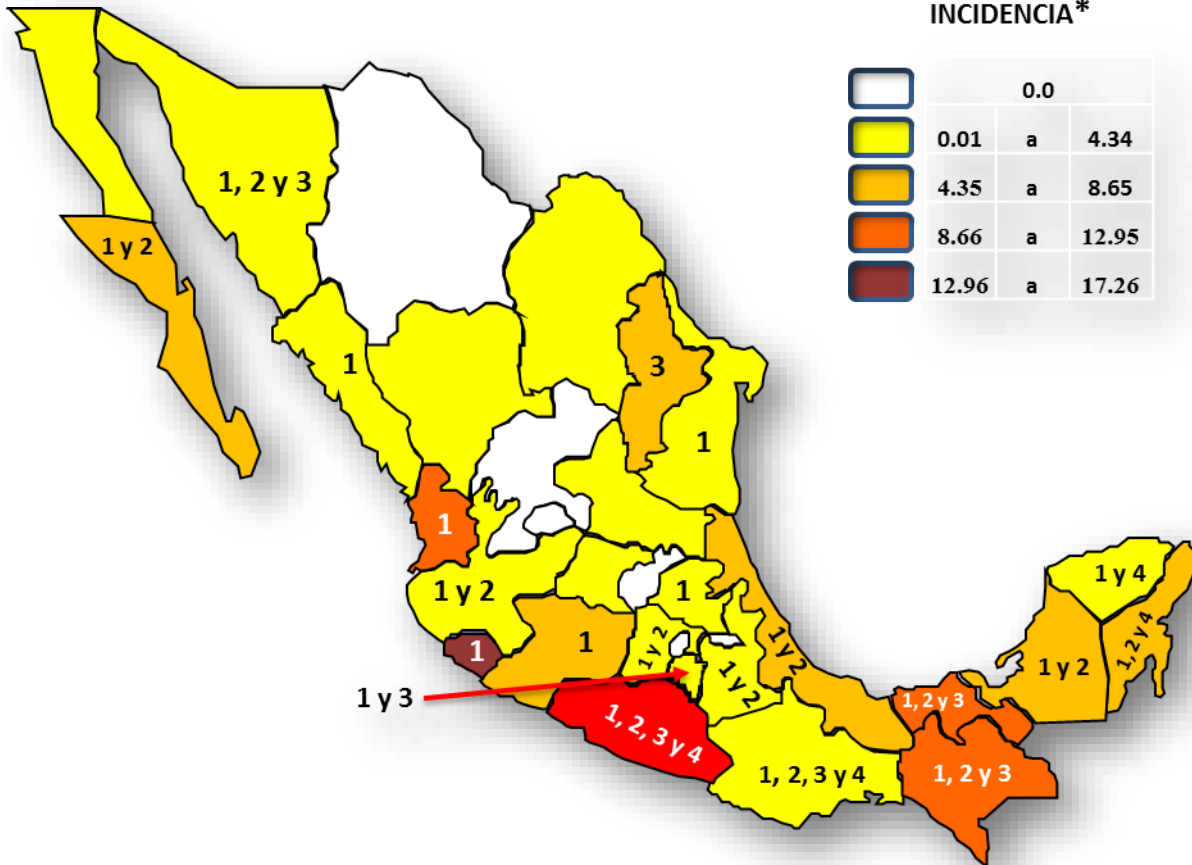 INCIDENCIA*
0.0
0.01 a 4.34
4.35 a 8.65
8.66 a 12.95
12.96 a 17.26
1, 2 y 3
1 y 2
1
3
1
1
1 y 2
1
1
1
1 y 2
1 y 2
1 y 2
1 y 3
1, 2, 3 y 4
1, 2, 3 y 4
1, 2 y 3
1, 2 y 3
1 y 2
1 y 4
1, 2 y 4